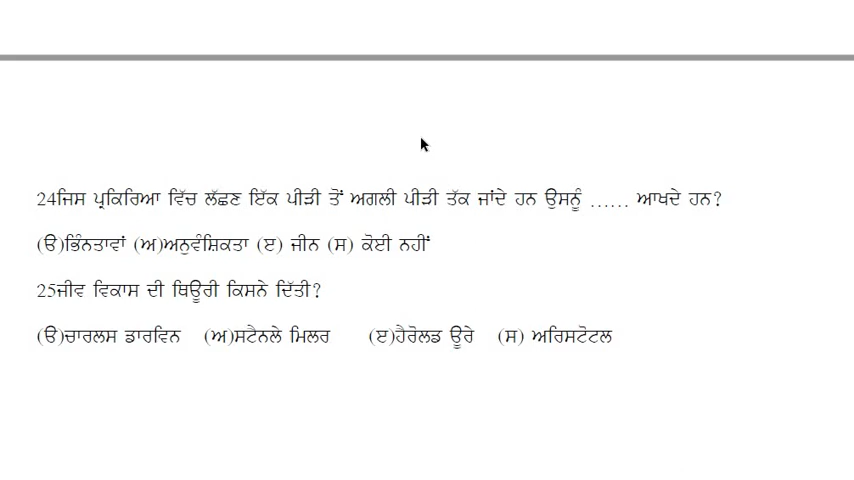 24ਜਿਸ ਪ੍ਰਕਿਰਿਆ ਵਿੱਚ ਲੱਛਣ ਇੱਕ ਪੀੜੀ ਤੋਂ ਅਗਲੀ ਪੀੜੀ ਤੱਕ ਜਾਂਦੇ ਹਨ ਉਸਨੂੰ ...... ਆਖਦੇ ਹਨ?
(ੳ)ਭਿੰਨਤਾਵਾਂ (ਅ)ਅਨੁਵੰਸ਼ਿਕਤਾ (ੲ) ਜੀਨ (ਸ) ਕੋਈ ਨਹੀਂ
25ਜੀਵ ਵਿਕਾਸ ਦੀ ਥਿਊਰੀ ਕਿਸਨੇ ਦਿੱਤੀ?
(ੳ)ਚਾਰਲਸ ਡਾਰਵਿਨ (ਅ)ਸਟੈਨਲੇ ਮਿਲਰ (ੲ)ਹੈਰੋਲਡ ਊਰੇ (ਸ) ਅਰਿਸਟੋਟਲ